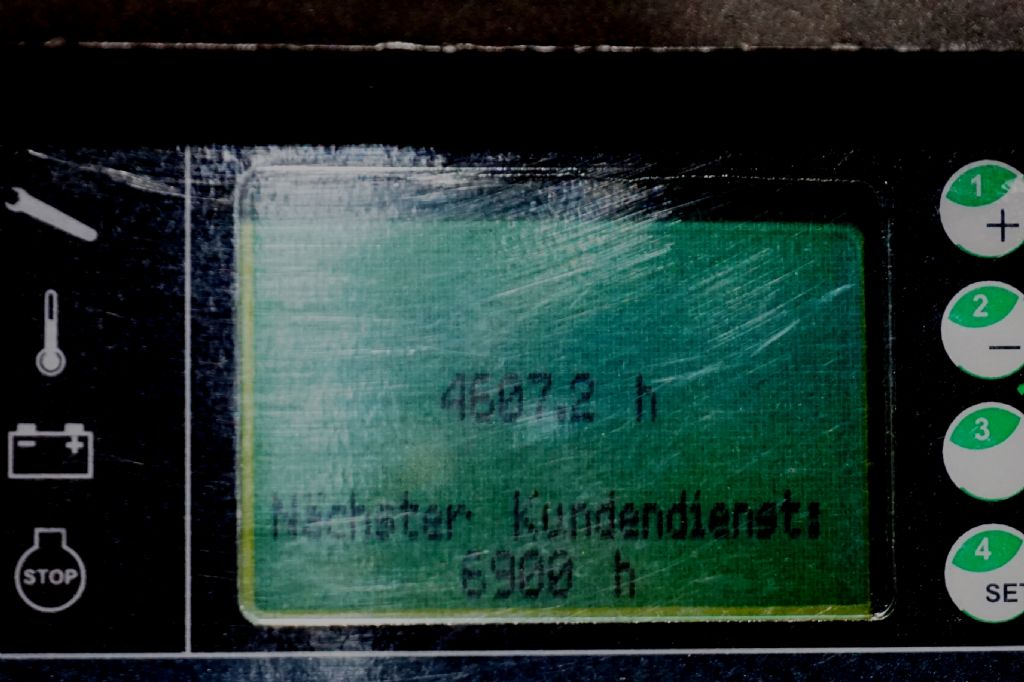 1
+
2
−
4607.2 h
3
Nächster Kundendienst:
4
STOP
6900 h
SET